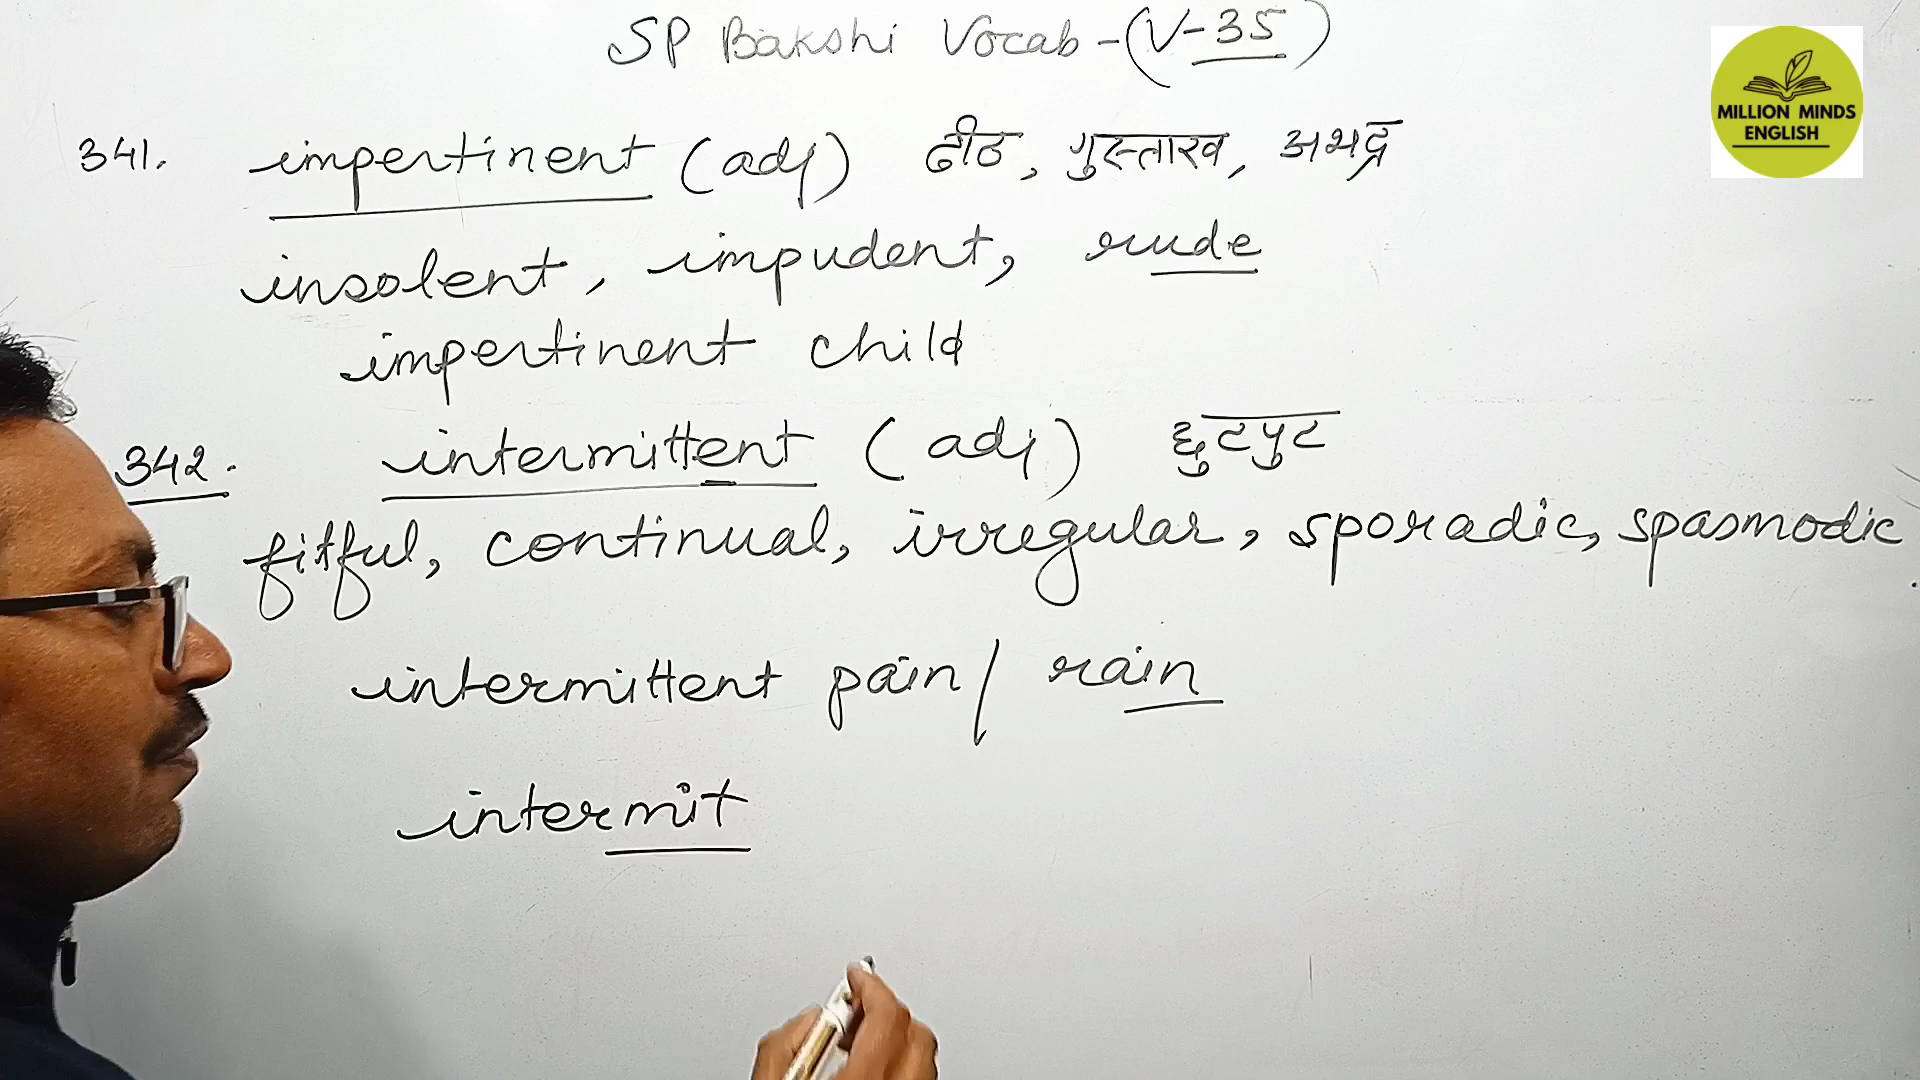 SP Bakshi Vocab - (V-35)
MILLION MINDS
ENGLISH
341. impertinent (adj) ढीठ, गुस्ताख, अभद्र
insolent, impudent, rude
impertinent child
342. intermittent (adj) छुटपुट
fitful, continual, irregular, sporadic, spasmodic
intermittent pain / rain
intermit